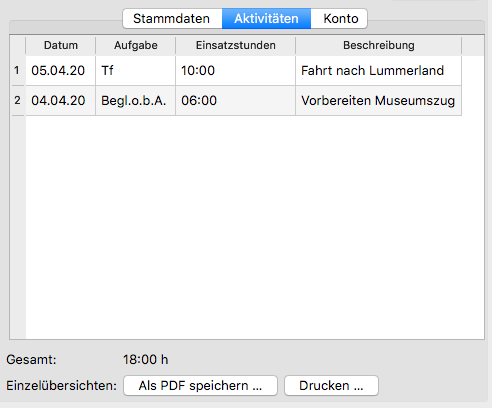 Stammdaten Aktivitäten Konto
Datum Aufgabe Einsatzstunden Beschreibung
1 05.04.20 Tf 10:00 Fahrt nach Lummerland
2 04.04.20 Begl.o.b.A. 06:00 Vorbereiten Museumszug
Gesamt: 18:00 h
Einzelübersichten: Als PDF speichern ... Drucken ...